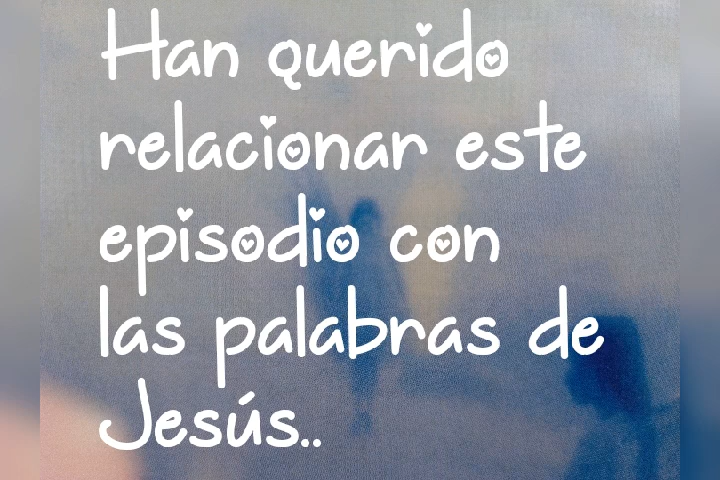 Han querido
relacionar este
episodio con
las palabras de
Jesús..